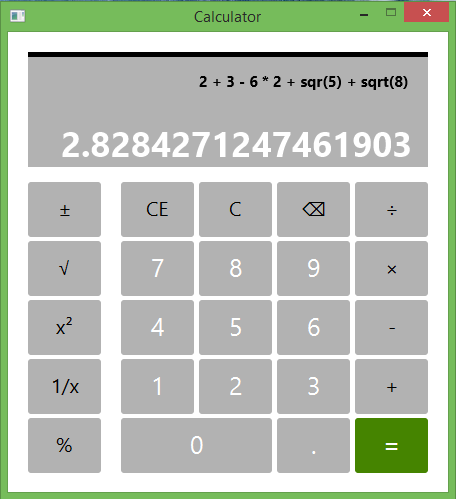 Calculator
2 + 3 - 6 * 2 + sqr(5) + sqrt(8)
2.8284271247461903
± CE C ⌫ ÷
√ 7 8 9 ×
x² 4 5 6 -
1/x 1 2 3 +
% 0 . =